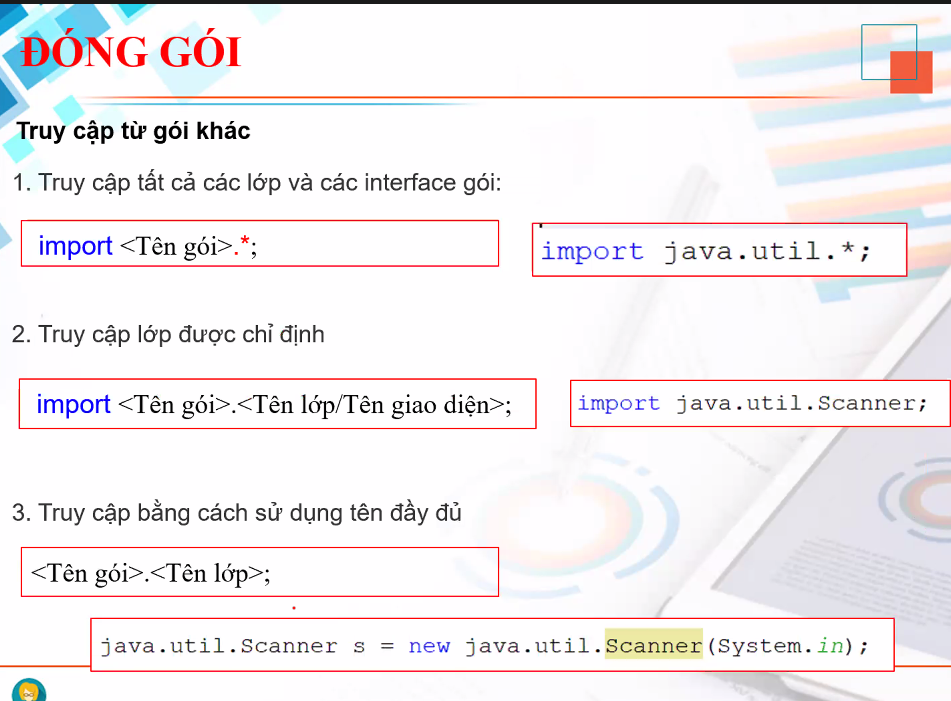 ĐÓNG GÓI
Truy cập từ gói khác
1. Truy cập tất cả các lớp và các interface gói:
import <Tên gói>.*;
import java.util.*;
2. Truy cập lớp được chỉ định
import <Tên gói>.<Tên lớp/Tên giao diện>;
import java.util.Scanner;
3. Truy cập bằng cách sử dụng tên đầy đủ
<Tên gói>.<Tên lớp>;
java.util.Scanner s = new java.util.Scanner(System.in);